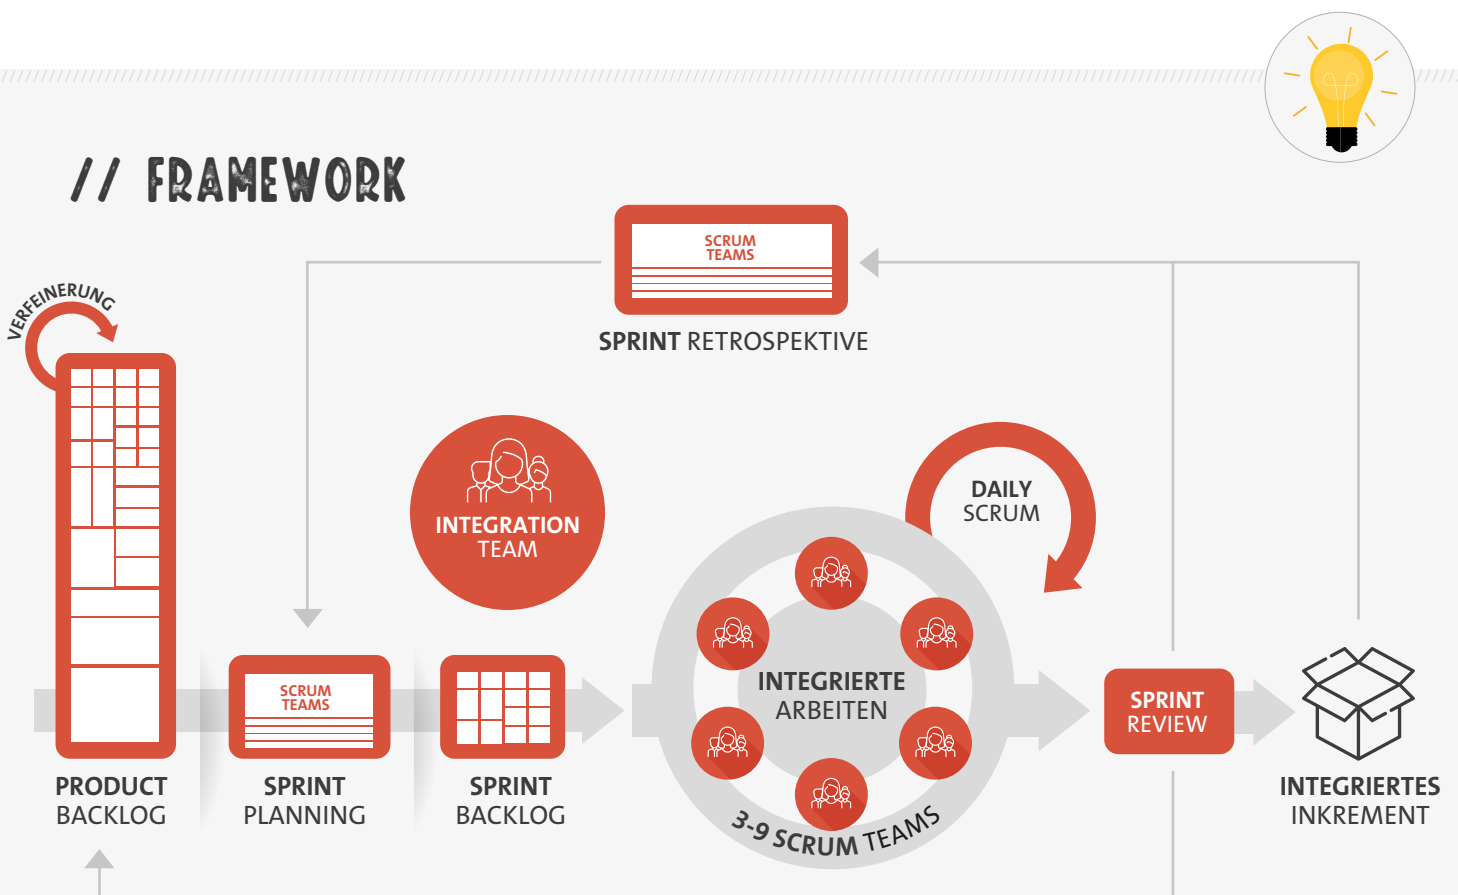 // FRAMEWORK
SCRUM
TEAMS
SPRINT RETROSPEKTIVE
VERFEINERUNG
INTEGRATION
TEAM
DAILY
SCRUM
SCRUM
TEAMS
INTEGRIERTE
ARBEITEN
SPRINT
REVIEW
PRODUCT
BACKLOG
SPRINT
PLANNING
SPRINT
BACKLOG
3-9 SCRUM TEAMS
INTEGRIERTES
INKREMENT